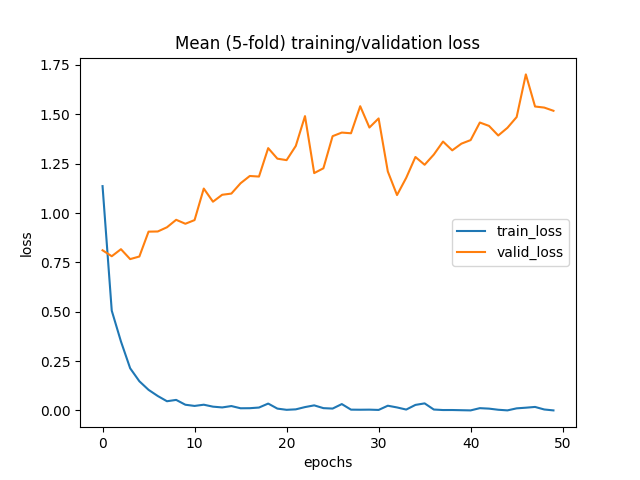 Mean (5-fold) training/validation loss
1.75
1.50
1.25
1.00
0.75
0.50
0.25
0.00
loss
train_loss
valid_loss
0 10 20 30 40 50
epochs